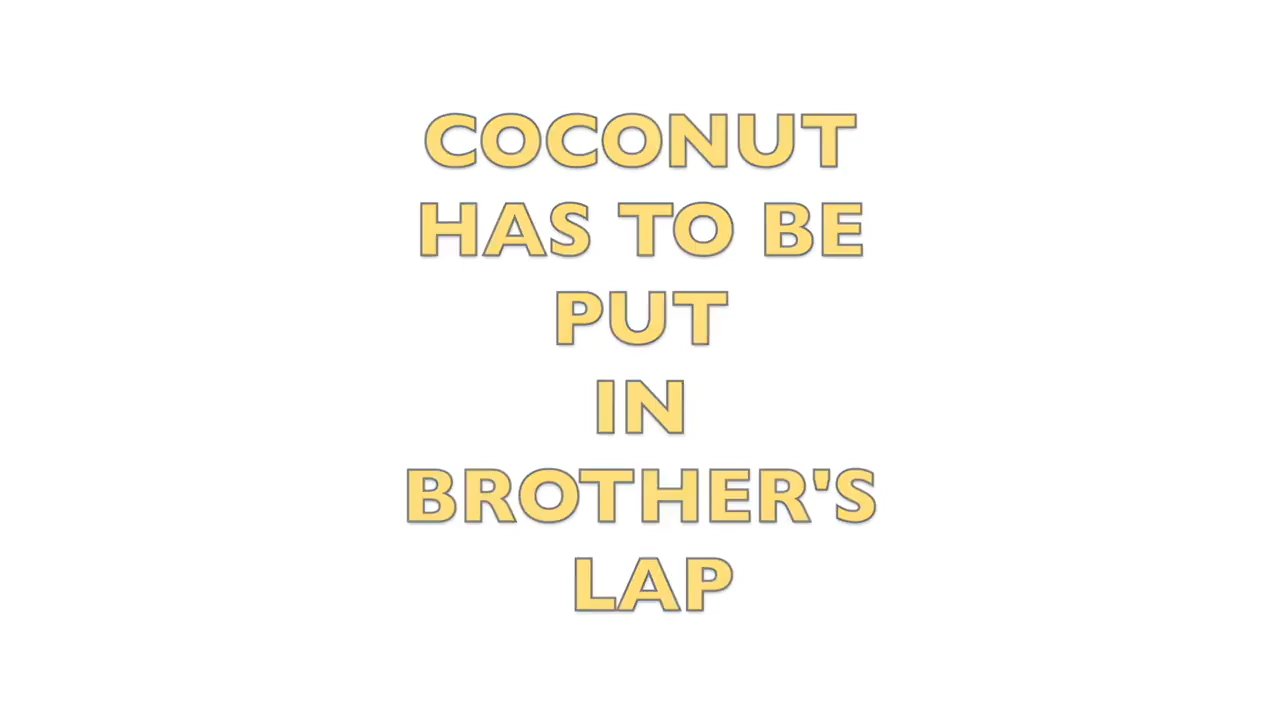 COCONUT
HAS TO BE
PUT
IN
BROTHER'S
LAP